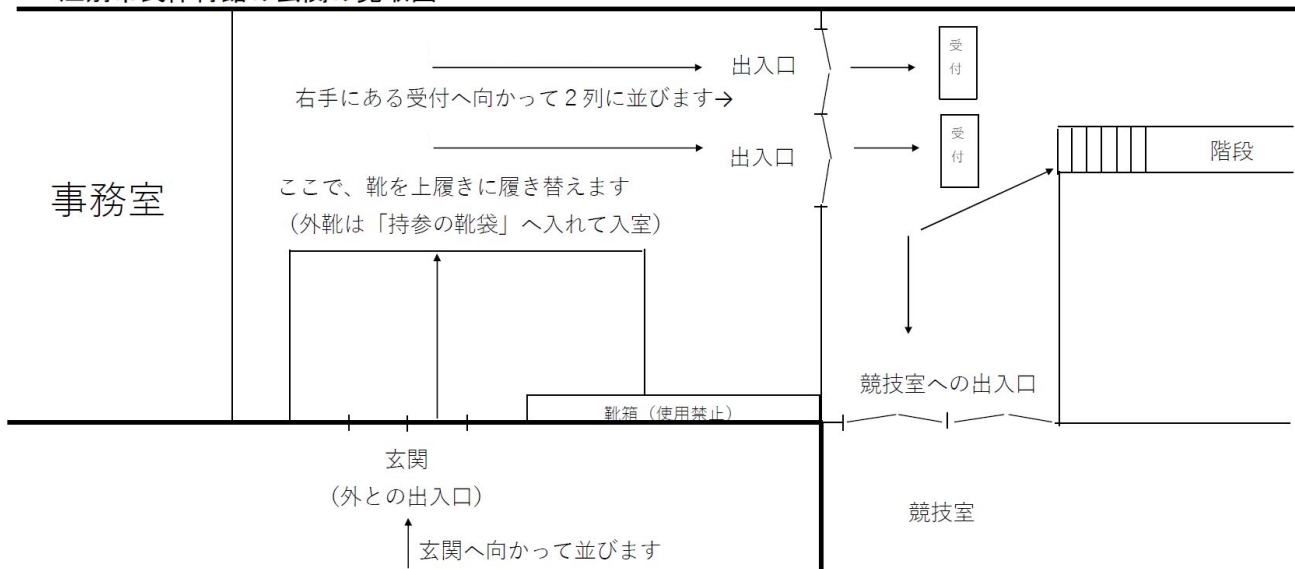 出入口
受付
右手にある受付へ向かって２列に並びます→
出入口
受付
階段
事務室
ここで、靴を上履きに履き替えます
（外靴は「持参の靴袋」へ入れて入室）
競技室への出入口
靴箱（使用禁止）
玄関
（外との出入口）
競技室
玄関へ向かって並びます